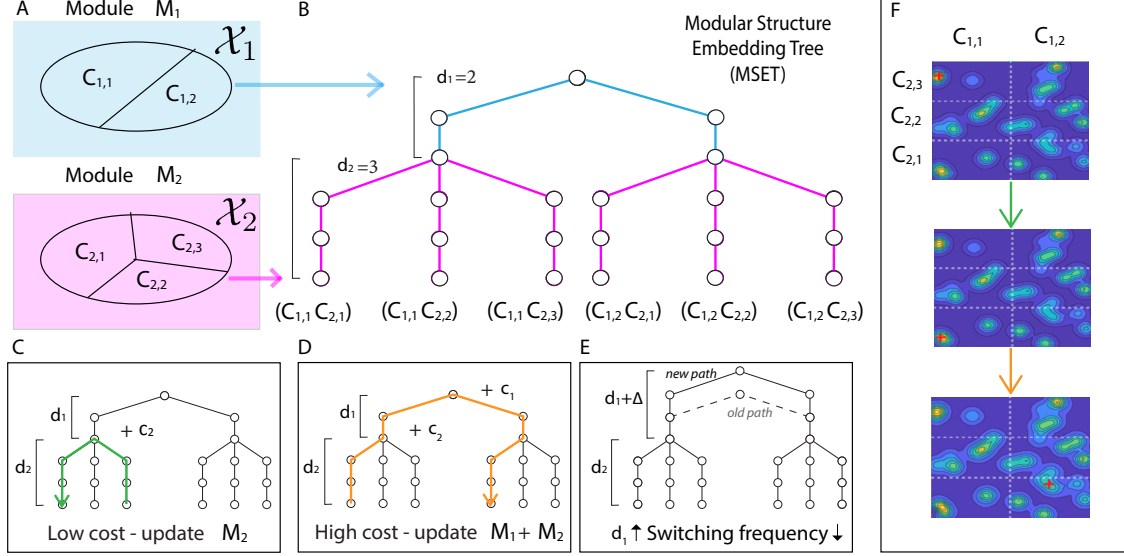 A
Module M1
X1
C1,1
C1,2
Module M2
X2
C2,1
C2,3
C2,2
B
Modular Structure
Embedding Tree
(MSET)
d1=2
d2=3
(C1,1 C2,1)
(C1,1 C2,2)
(C1,1 C2,3)
(C1,2 C2,1)
(C1,2 C2,2)
(C1,2 C2,3)
C
d1
+ c2
d2
Low cost - update M2
D
+ c1
d1
+ c2
d2
High cost - update M1+ M2
E
new path
d1+Δ
old path
d2
d1↑ Switching frequency ↓
F
C1,1
C1,2
C2,3
C2,2
C2,1